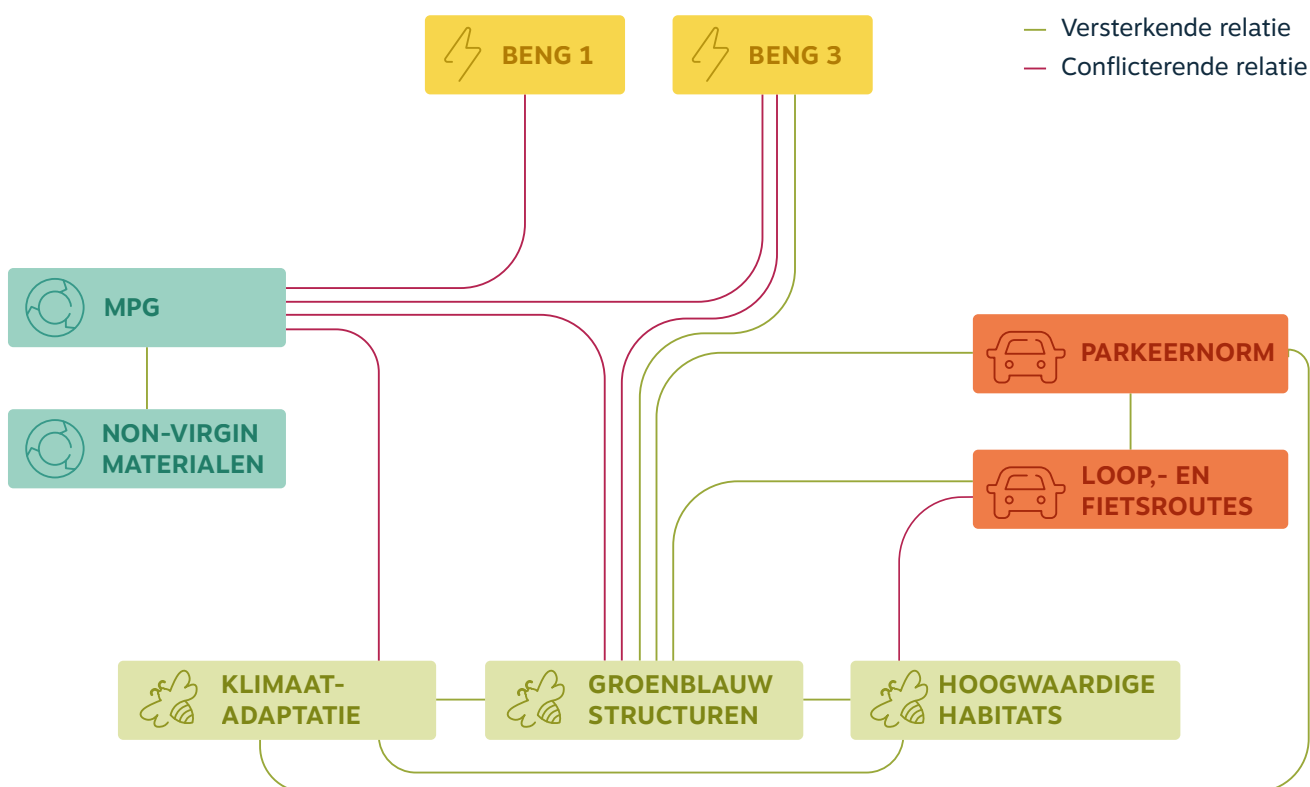 BENG 1
BENG 3
Versterkende relatie
Conflicterende relatie
MPG
PARKEERNORM
NON-VIRGIN
MATERIALEN
LOOP,- EN
FIETSROUTES
KLIMAAT-
ADAPTATIE
GROENBLAUW
STRUCTUREN
HOOGWAARDIGE
HABITATS